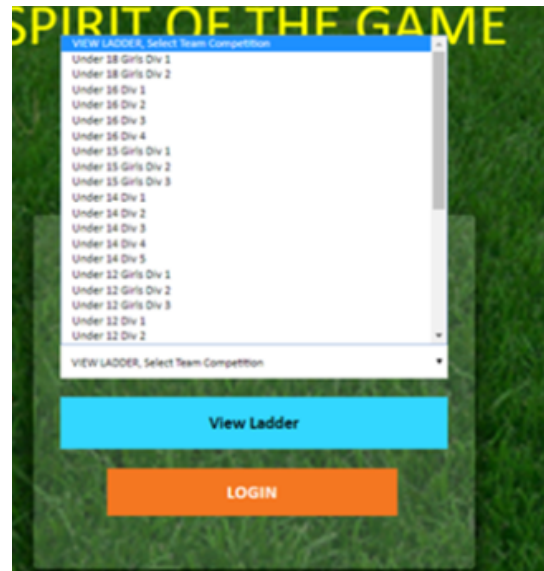 SPIRIT OF THE GAME
VIEW LADDER, Select Team Competition
Under 18 Girls Div 1
Under 18 Girls Div 2
Under 16 Div 1
Under 16 Div 2
Under 16 Div 3
Under 16 Div 4
Under 15 Girls Div 1
Under 15 Girls Div 2
Under 15 Girls Div 3
Under 14 Div 1
Under 14 Div 2
Under 14 Div 3
Under 14 Div 4
Under 14 Div 5
Under 12 Girls Div 1
Under 12 Girls Div 2
Under 12 Girls Div 3
Under 12 Div 1
Under 12 Div 2
VIEW LADDER, Select Team Competition
View Ladder
LOGIN